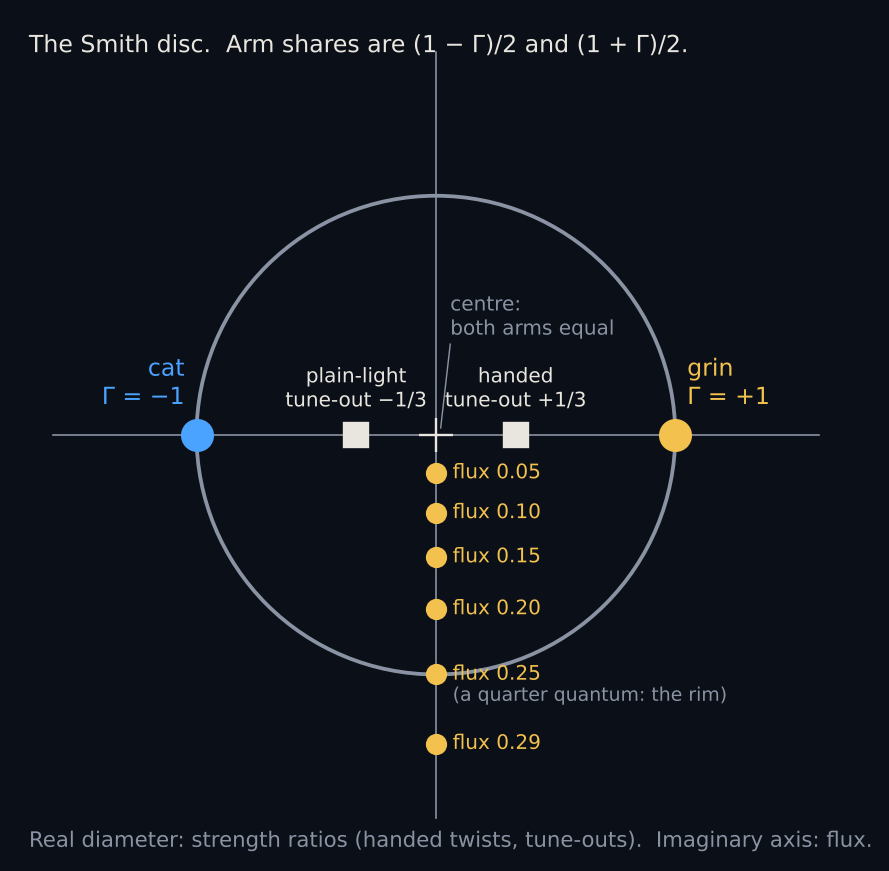 The Smith disc.  Arm shares are (1 − Γ)/2 and (1 + Γ)/2.
centre:
both arms equal
cat
Γ = −1
plain-light
tune-out −1/3
handed
tune-out +1/3
grin
Γ = +1
flux 0.05
flux 0.10
flux 0.15
flux 0.20
flux 0.25
(a quarter quantum: the rim)
flux 0.29
Real diameter: strength ratios (handed twists, tune-outs).  Imaginary axis: flux.